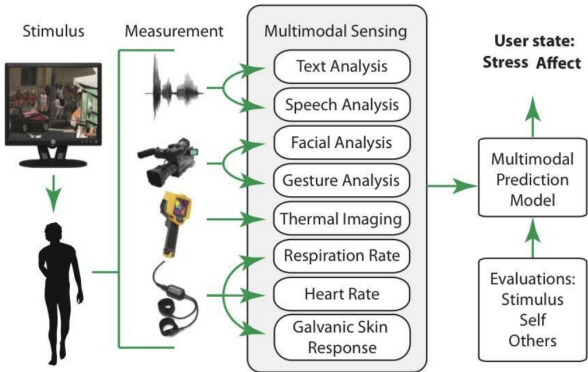 Stimulus
Measurement
Multimodal Sensing
Text Analysis
Speech Analysis
Facial Analysis
Gesture Analysis
Thermal Imaging
Respiration Rate
Heart Rate
Galvanic Skin
Response
User state:
Stress Affect
Multimodal
Prediction
Model
Evaluations:
Stimulus
Self
Others